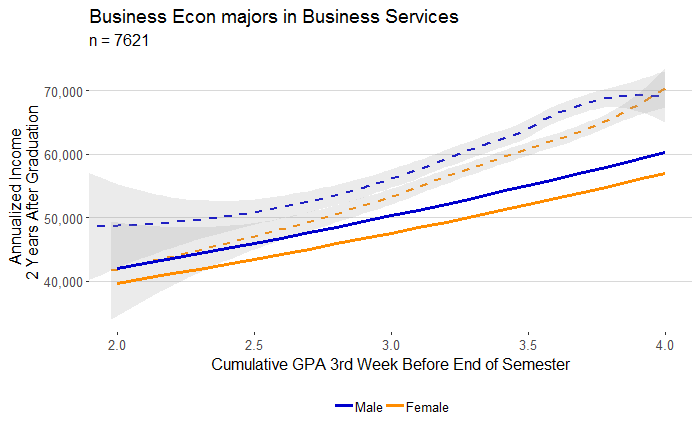 Business Econ majors in Business Services
n = 7621
Annualized Income
2 Years After Graduation
70,000
60,000
50,000
40,000
2.0
2.5
3.0
3.5
4.0
Cumulative GPA 3rd Week Before End of Semester
Male
Female